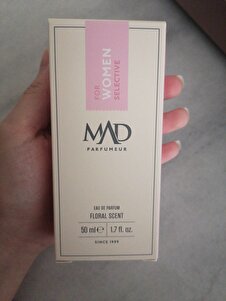 FOR
WOMEN
SELECTIVE
MAD
PARFUMEUR
EAU DE PARFUM
FLORAL SCENT
50 ml ℮ 1.7 fl. oz.
SINCE 1999